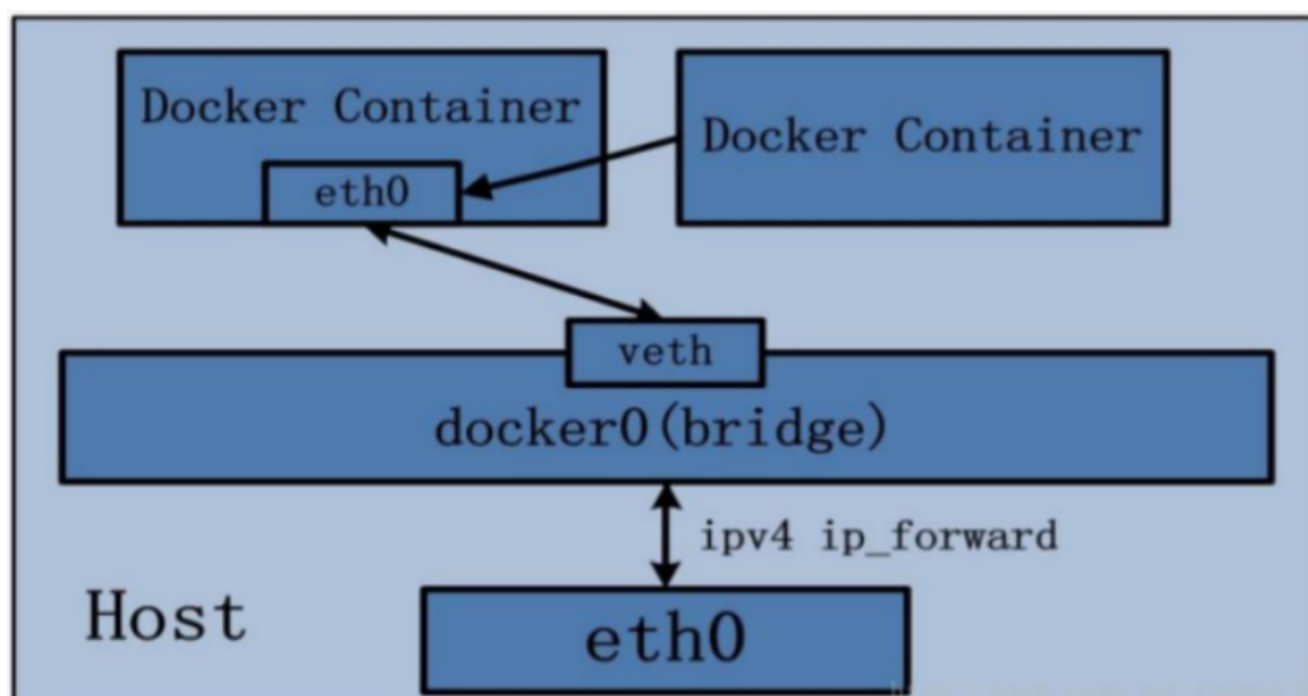 Docker Container
Docker Container
eth0
veth
docker0(bridge)
ipv4 ip_forward
Host
eth0